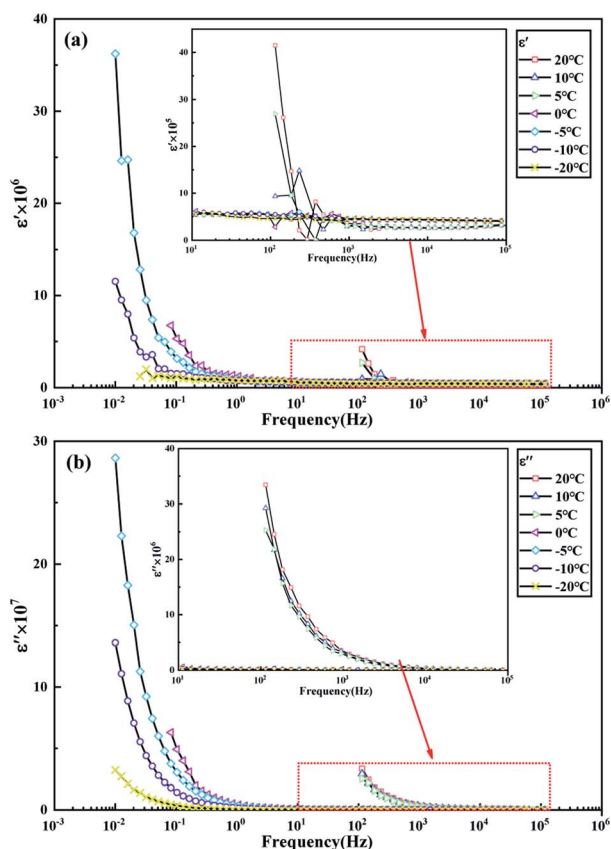 (a)
ε′×10⁶
40
30
20
10
0
10⁻³ 10⁻² 10⁻¹ 10⁰ 10¹ 10² 10³ 10⁴ 10⁵ 10⁶
Frequency(Hz)
ε′×10⁵
40
30
20
10
0
10¹ 10² 10³ 10⁴ 10⁵
Frequency(Hz)
ε′
20℃
10℃
5℃
0℃
-5℃
-10℃
-20℃
(b)
ε″×10⁷
30
20
10
0
10⁻³ 10⁻² 10⁻¹ 10⁰ 10¹ 10² 10³ 10⁴ 10⁵ 10⁶
Frequency(Hz)
ε″×10⁶
40
30
20
10
0
10¹ 10² 10³ 10⁴ 10⁵
Frequency(Hz)
ε″
20℃
10℃
5℃
0℃
-5℃
-10℃
-20℃